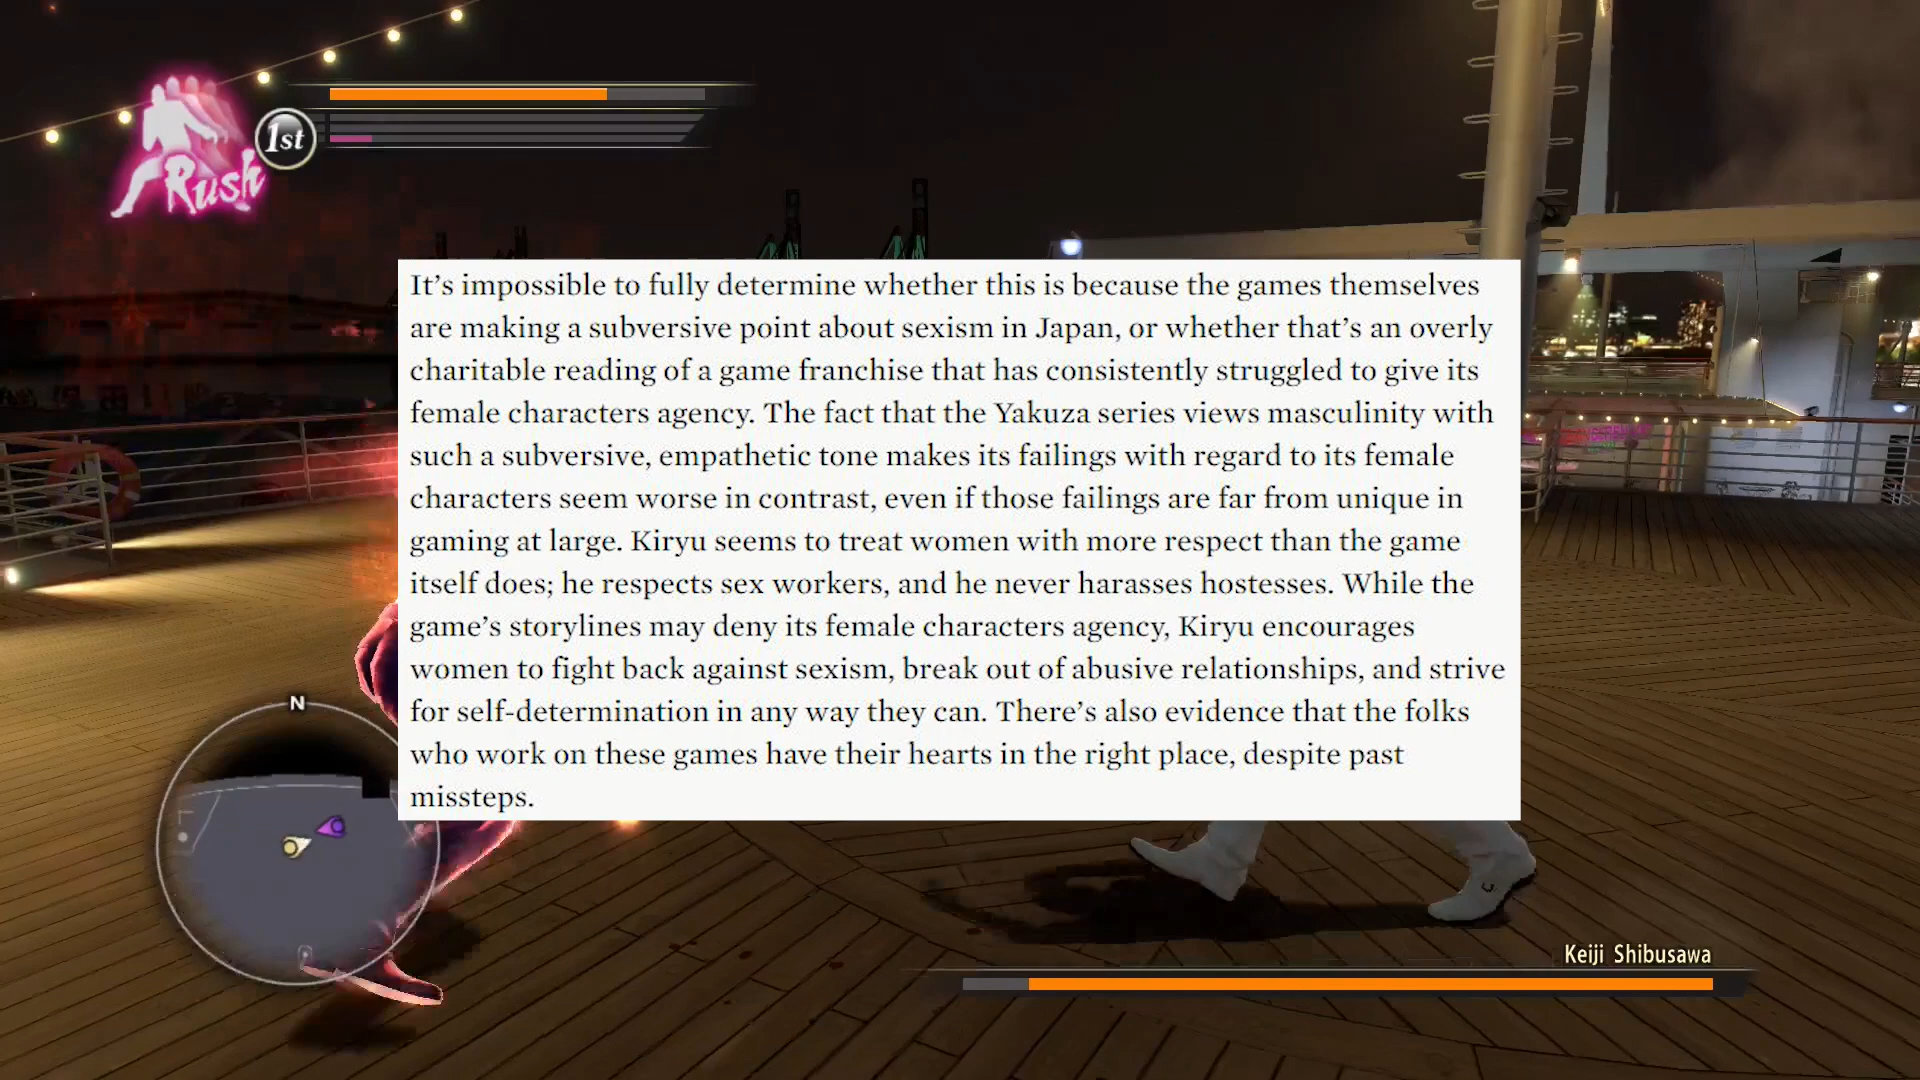 Rush
1st
It’s impossible to fully determine whether this is because the games themselves
are making a subversive point about sexism in Japan, or whether that’s an overly
charitable reading of a game franchise that has consistently struggled to give its
female characters agency. The fact that the Yakuza series views masculinity with
such a subversive, empathetic tone makes its failings with regard to its female
characters seem worse in contrast, even if those failings are far from unique in
gaming at large. Kiryu seems to treat women with more respect than the game
itself does; he respects sex workers, and he never harasses hostesses. While the
game’s storylines may deny its female characters agency, Kiryu encourages
women to fight back against sexism, break out of abusive relationships, and strive
for self-determination in any way they can. There’s also evidence that the folks
who work on these games have their hearts in the right place, despite past
missteps.
N
Keiji Shibusawa